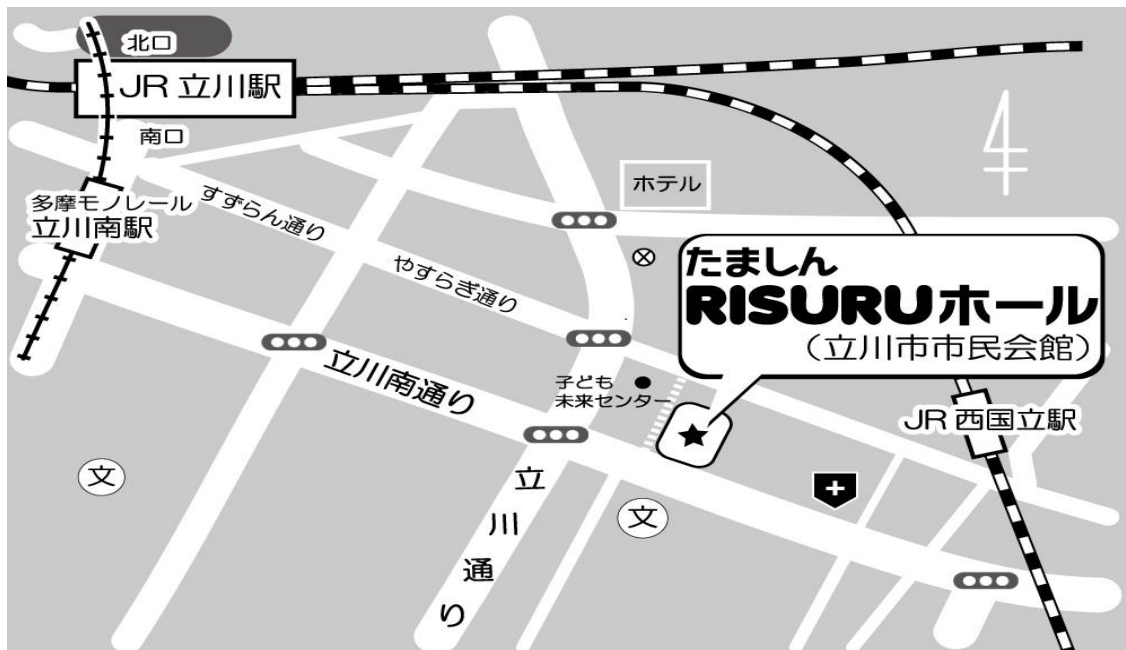 北口
JR 立川駅
南口
多摩モノレール
立川南駅
すずらん通り
やすらぎ通り
ホテル
たましん
RISURUホール
（立川市市民会館）
立川南通り
子ども
未来センター
JR 西国立駅
立川通り
文
文